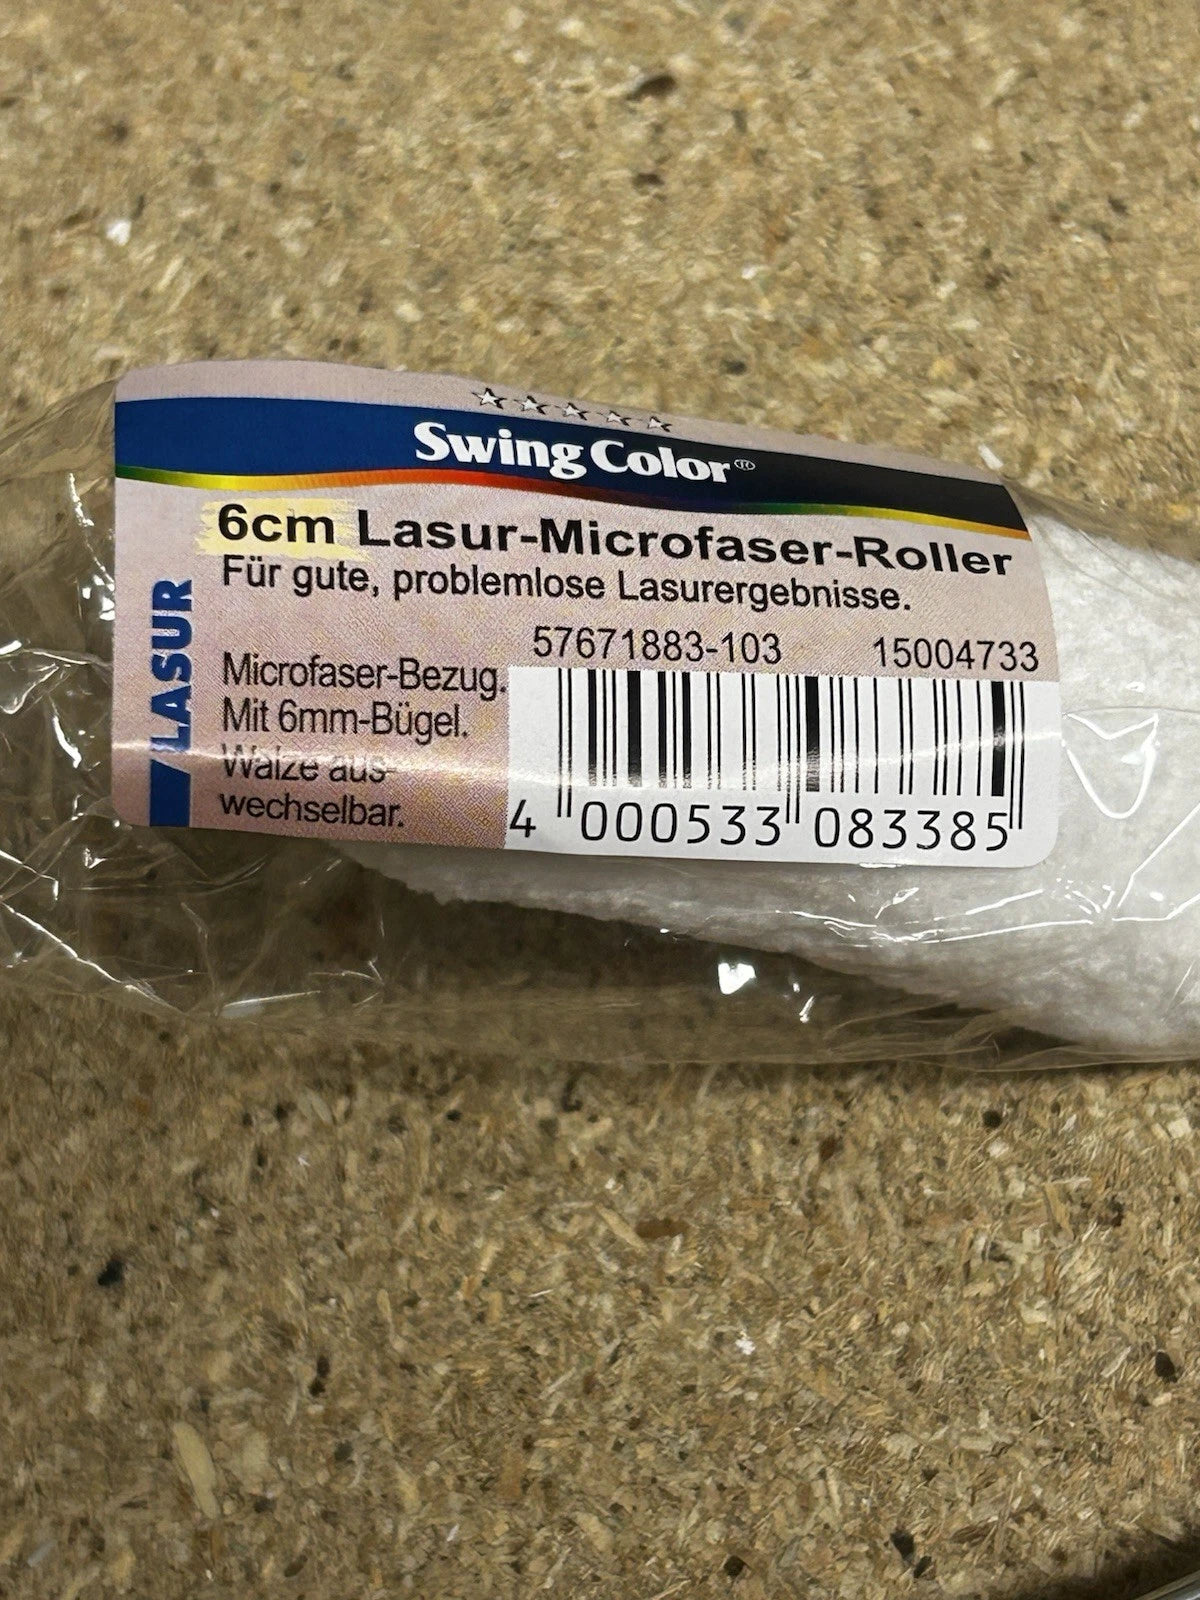 Swing Color®
6cm Lasur-Microfaser-Roller
Für gute, problemlose Lasurergebnisse.
57671883-103 15004733
LASUR
Microfaser-Bezug.
Mit 6mm-Bügel.
Walze aus-
wechselbar.
4 000533 083385